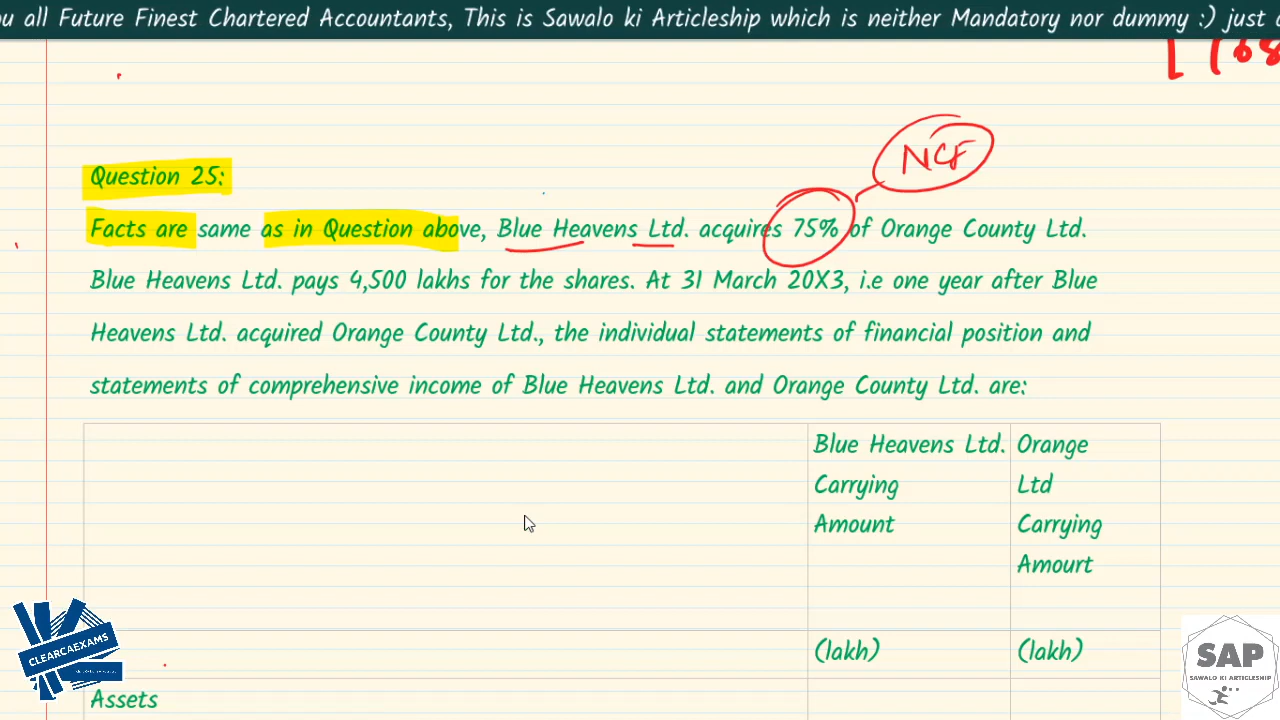 u all Future Finest Chartered Accountants, This is Sawalo ki Articleship which is neither Mandatory nor dummy :) just
Question 25:
NCF
Facts are same as in Question above, Blue Heavens Ltd. acquires 75% of Orange County Ltd.
Blue Heavens Ltd. pays 4,500 lakhs for the shares. At 31 March 20X3, i.e one year after Blue
Heavens Ltd. acquired Orange County Ltd., the individual statements of financial position and
statements of comprehensive income of Blue Heavens Ltd. and Orange County Ltd. are:
Blue Heavens Ltd. Orange
Carrying Ltd
Amount Carrying
Amourt
(lakh) (lakh)
Assets
CLEARCAEXAMS
SAP
SAWALO KI ARTICLESHIP